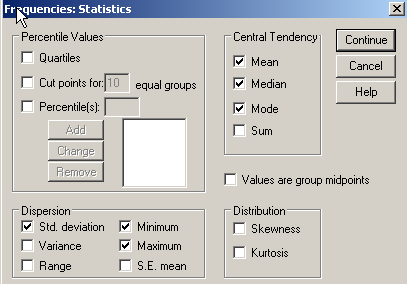 Frequencies: Statistics
Percentile Values
Quartiles
Cut points for: 10 equal groups
Percentile(s):
Add
Change
Remove
Central Tendency
Mean
Median
Mode
Sum
Continue
Cancel
Help
Values are group midpoints
Dispersion
Std. deviation Minimum
Variance Maximum
Range S.E. mean
Distribution
Skewness
Kurtosis